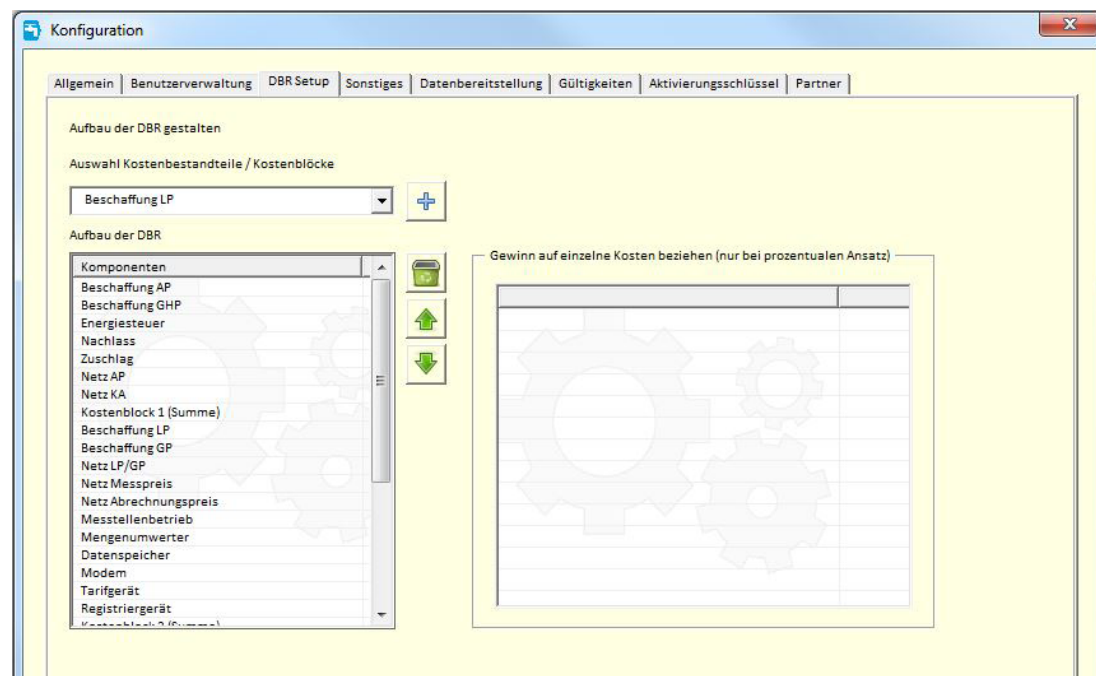 Konfiguration
Allgemein Benutzerverwaltung DBR Setup Sonstiges Datenbereitstellung Gültigkeiten Aktivierungsschlüssel Partner
Aufbau der DBR gestalten
Auswahl Kostenbestandteile / Kostenblöcke
Beschaffung LP
Aufbau der DBR
Gewinn auf einzelne Kosten beziehen (nur bei prozentualen Ansatz)
Komponenten
Beschaffung AP
Beschaffung GHP
Energiesteuer
Nachlass
Zuschlag
Netz AP
Netz KA
Kostenblock 1 (Summe)
Beschaffung LP
Beschaffung GP
Netz LP/GP
Netz Messpreis
Netz Abrechnungspreis
Messtellenbetrieb
Mengenumwerter
Datenspeicher
Modem
Tarifgerät
Registriergerät
Kostenblock 2 (Summe)